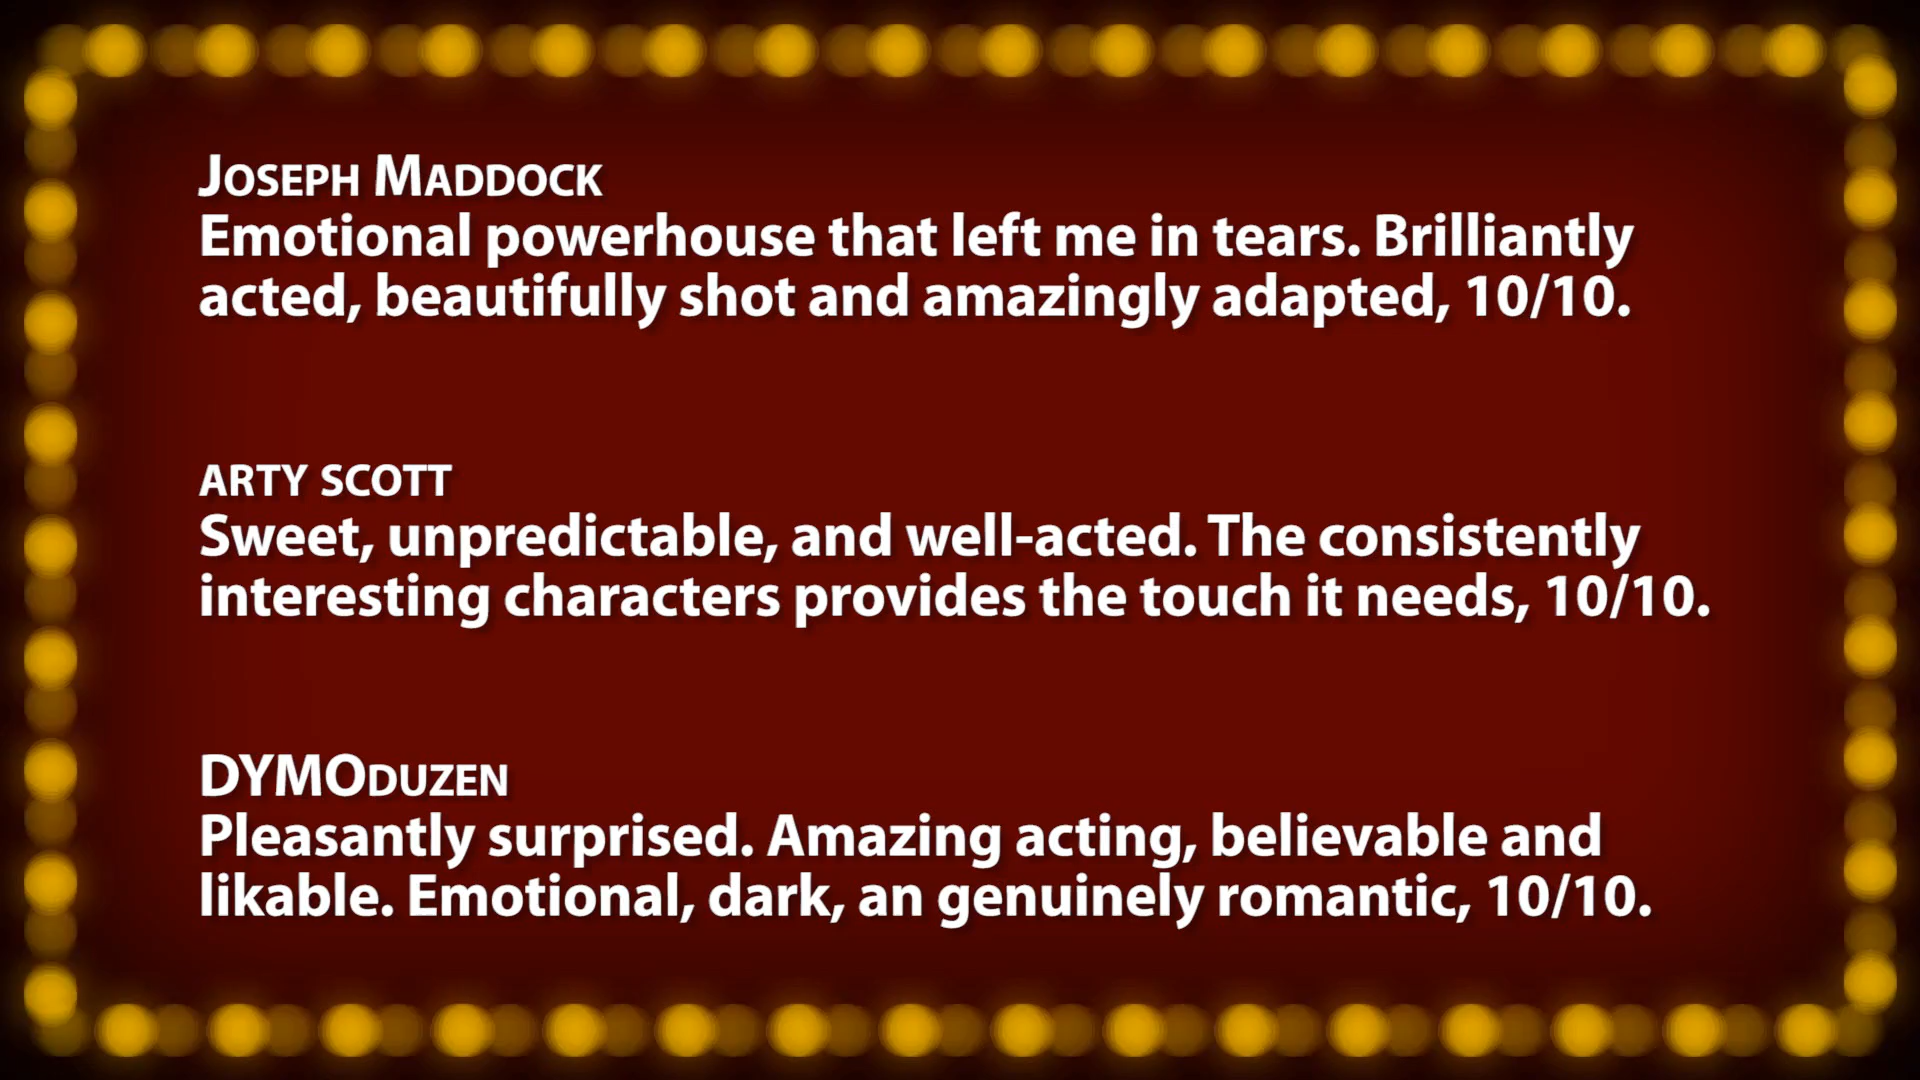 Joseph Maddock
Emotional powerhouse that left me in tears. Brilliantly
acted, beautifully shot and amazingly adapted, 10/10.
arty scott
Sweet, unpredictable, and well-acted. The consistently
interesting characters provides the touch it needs, 10/10.
DYMOduzen
Pleasantly surprised. Amazing acting, believable and
likable. Emotional, dark, an genuinely romantic, 10/10.